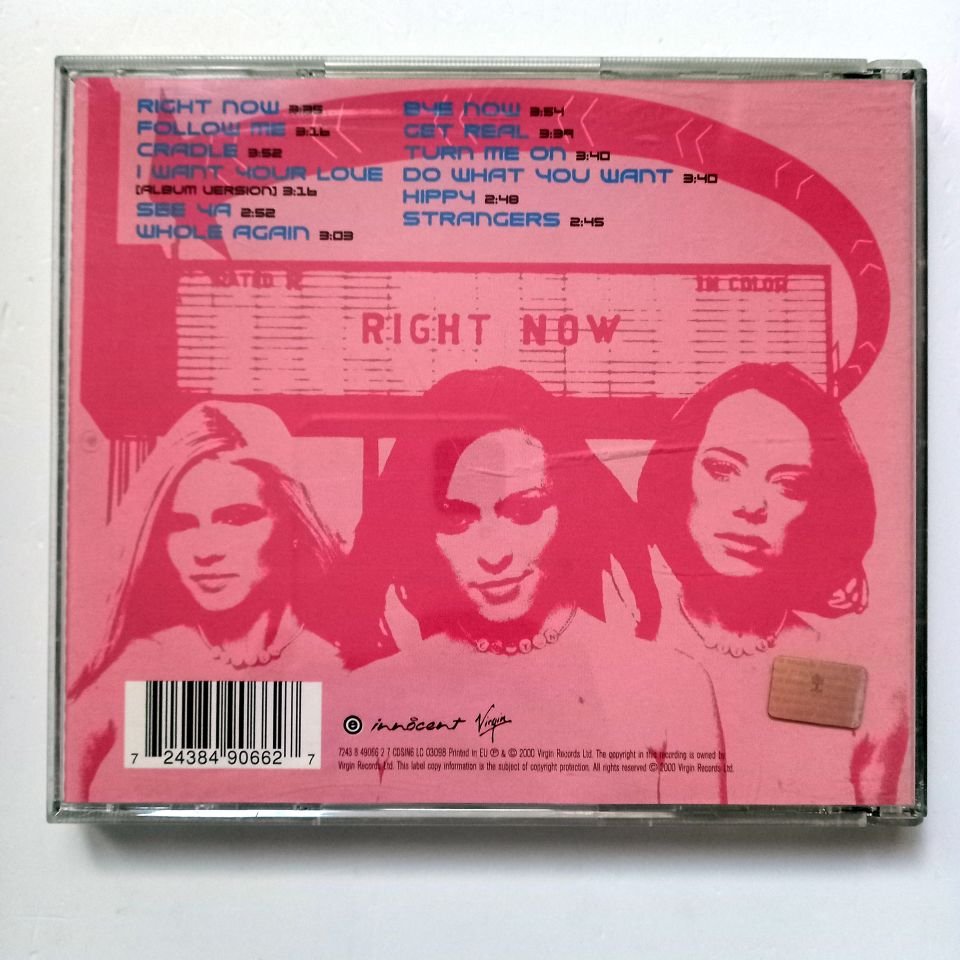 RIGHT NOW 3:35
FOLLOW ME 3:16
CRADLE 3:52
I WANT YOUR LOVE
[ALBUM VERSION] 3:16
SEE YA 2:52
WHOLE AGAIN 3:03
BYE NOW 3:54
GET REAL 3:39
TURN ME ON 3:40
DO WHAT YOU WANT 3:40
HIPPY 2:48
STRANGERS 2:45
RATED R
IN COLOR
RIGHT NOW
e innocent Virgin
7243 8 49066 2 7 CDSIN6 LC 03098 Printed in EU ℗ & © 2000 Virgin Records Ltd. The copyright in this recording is owned by
Virgin Records Ltd. This label copy information is the subject of copyright protection. All rights reserved © 2000 Virgin Records Ltd.
7 24384 90662 7